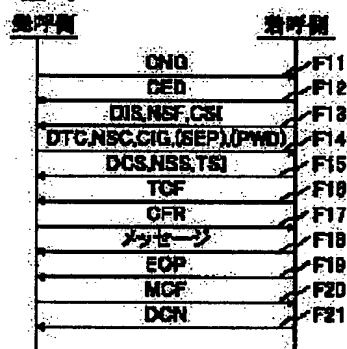 発呼側 着呼側
CNG F11
CED F12
DIS,NSF,CSI F13
DTC,NSC,CIG,(SEP),(PWD) F14
DCS,NSS,TSI F15
TCF F16
CFR F17
メッセージ F18
EOP F19
MCF F20
DCN F21